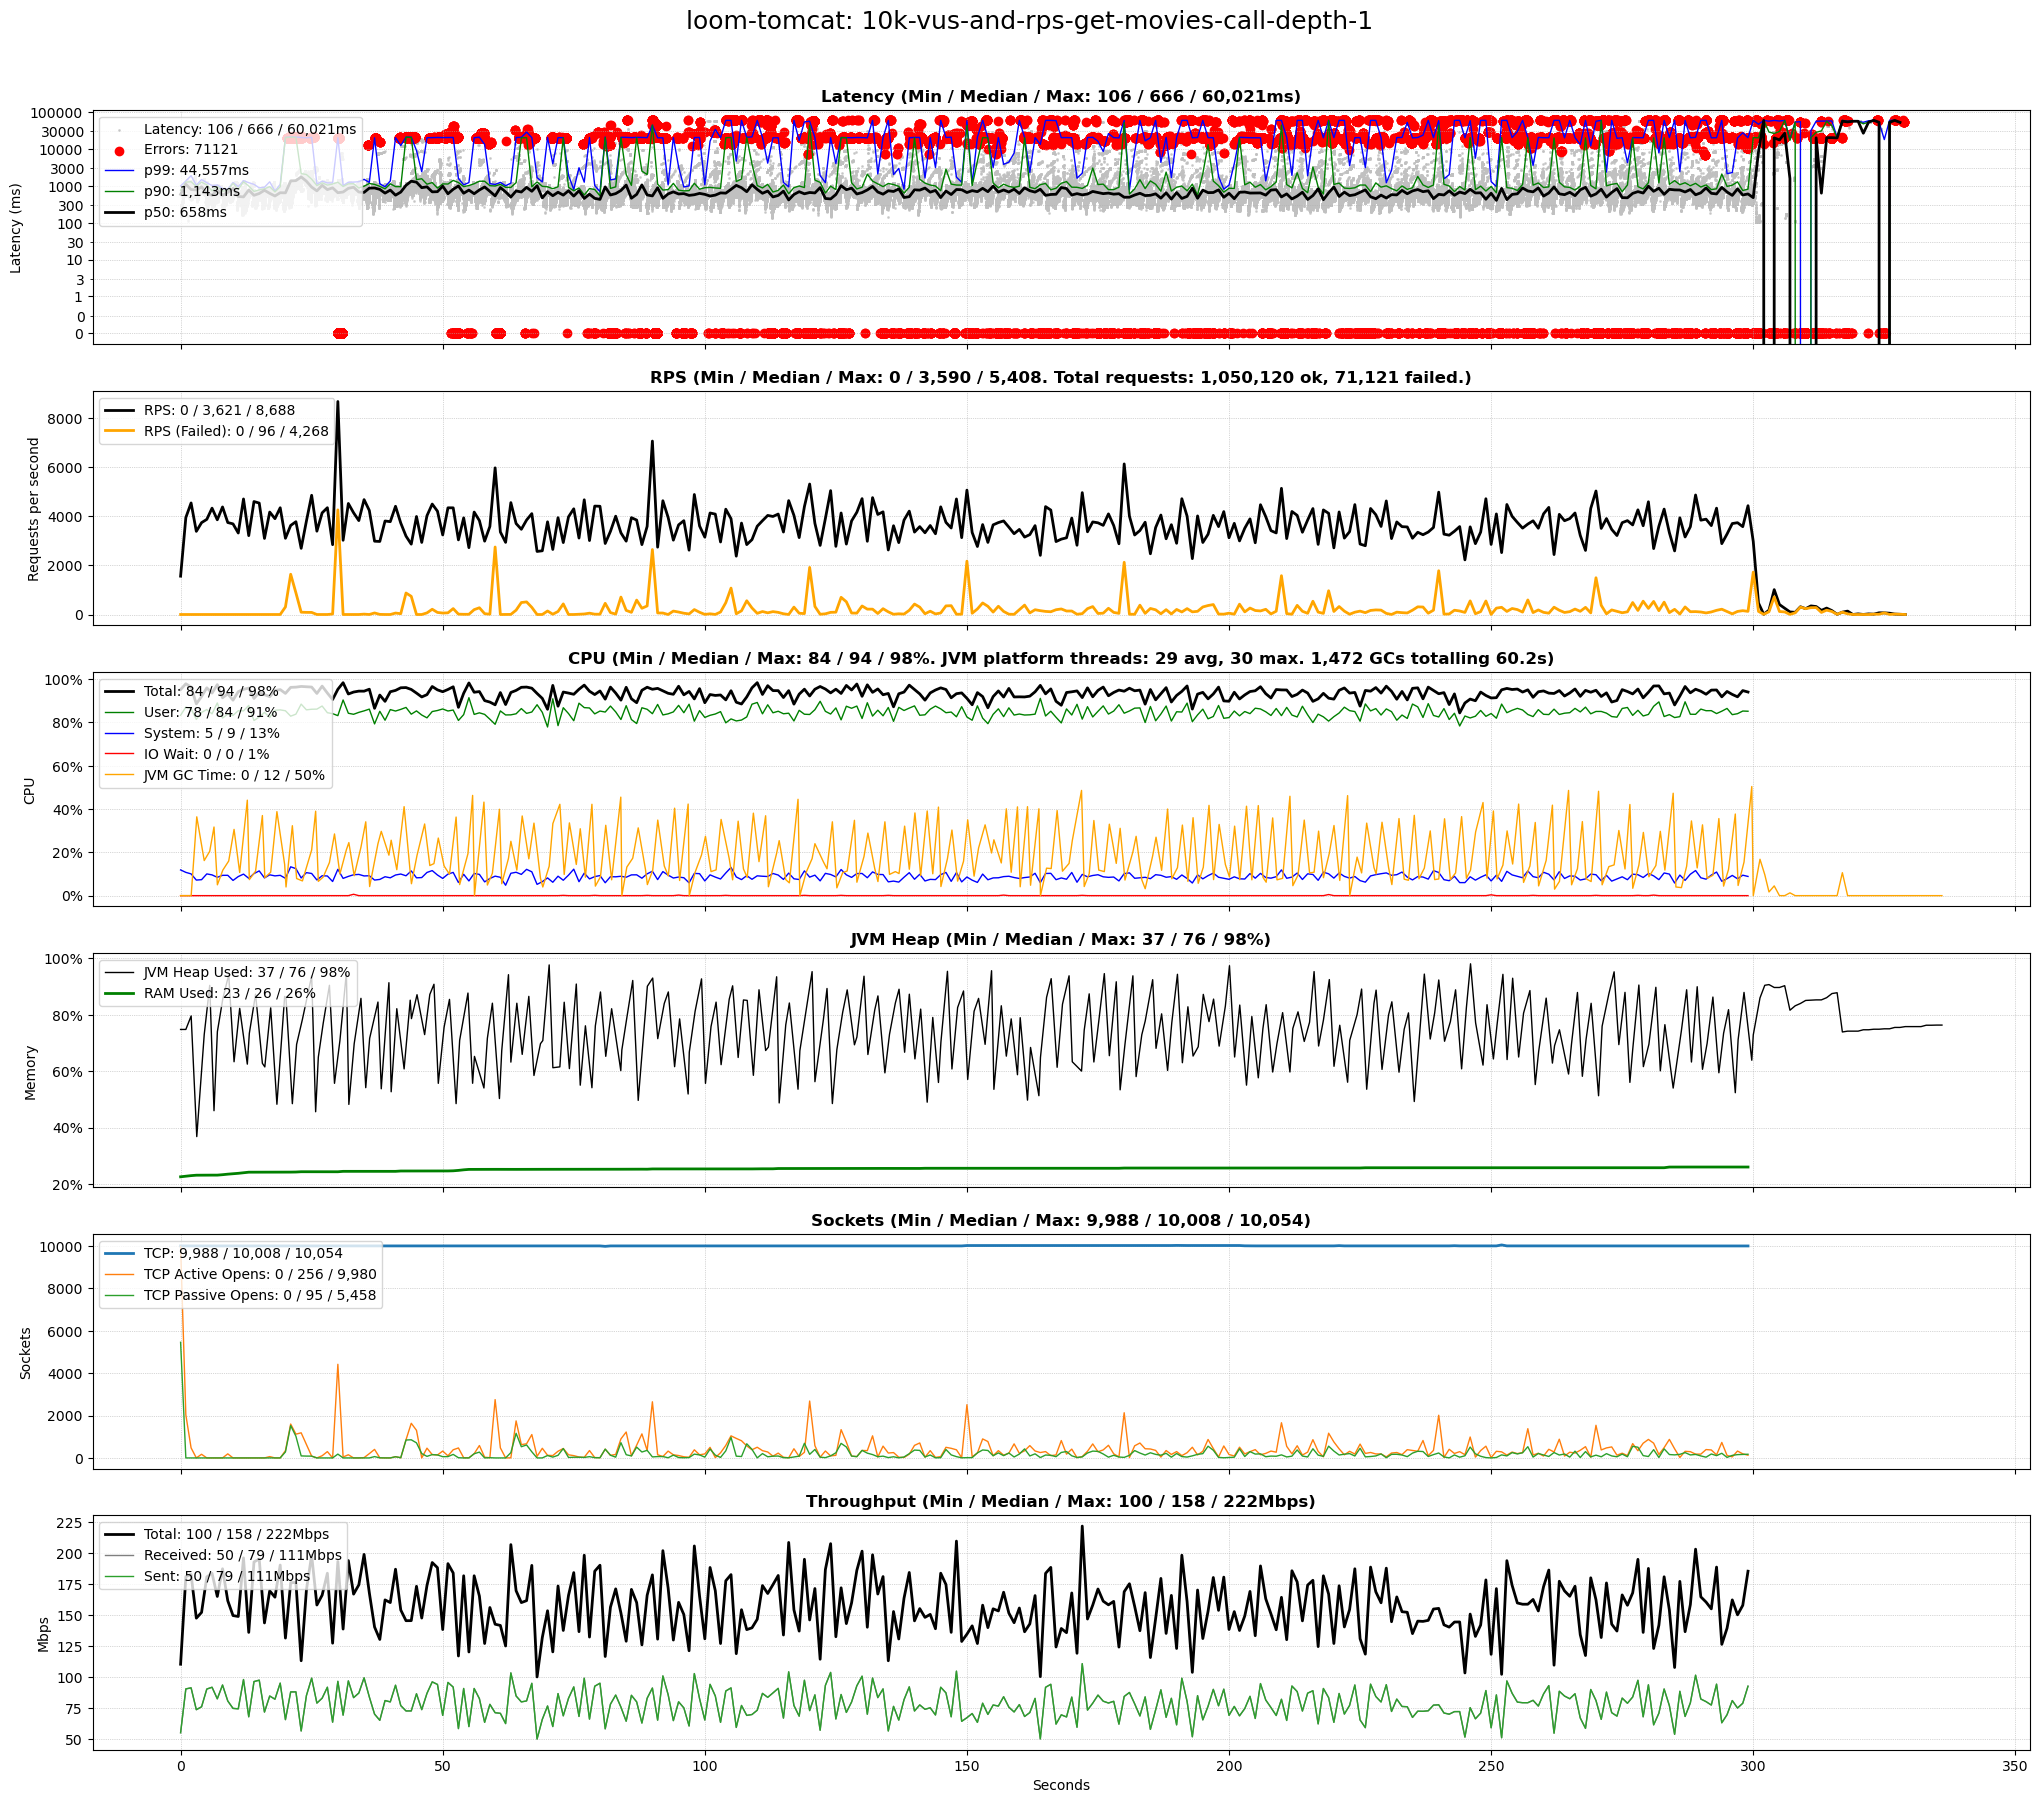 loom-tomcat: 10k-vus-and-rps-get-movies-call-depth-1
Latency (Min / Median / Max: 106 / 666 / 60,021ms)
Latency (ms)
100000
30000
10000
3000
1000
300
100
30
10
3
1
0
0
Latency: 106 / 666 / 60,021ms
Errors: 71121
p99: 44,557ms
p90: 1,143ms
p50: 658ms
RPS (Min / Median / Max: 0 / 3,590 / 5,408. Total requests: 1,050,120 ok, 71,121 failed.)
Requests per second
8000
6000
4000
2000
0
RPS: 0 / 3,621 / 8,688
RPS (Failed): 0 / 96 / 4,268
CPU (Min / Median / Max: 84 / 94 / 98%. JVM platform threads: 29 avg, 30 max. 1,472 GCs totalling 60.2s)
CPU
100%
80%
60%
40%
20%
0%
Total: 84 / 94 / 98%
User: 78 / 84 / 91%
System: 5 / 9 / 13%
IO Wait: 0 / 0 / 1%
JVM GC Time: 0 / 12 / 50%
JVM Heap (Min / Median / Max: 37 / 76 / 98%)
Memory
100%
80%
60%
40%
20%
JVM Heap Used: 37 / 76 / 98%
RAM Used: 23 / 26 / 26%
Sockets (Min / Median / Max: 9,988 / 10,008 / 10,054)
Sockets
10000
8000
6000
4000
2000
0
TCP: 9,988 / 10,008 / 10,054
TCP Active Opens: 0 / 256 / 9,980
TCP Passive Opens: 0 / 95 / 5,458
Throughput (Min / Median / Max: 100 / 158 / 222Mbps)
Mbps
225
200
175
150
125
100
75
50
Total: 100 / 158 / 222Mbps
Received: 50 / 79 / 111Mbps
Sent: 50 / 79 / 111Mbps
0 50 100 150 200 250 300 350
Seconds